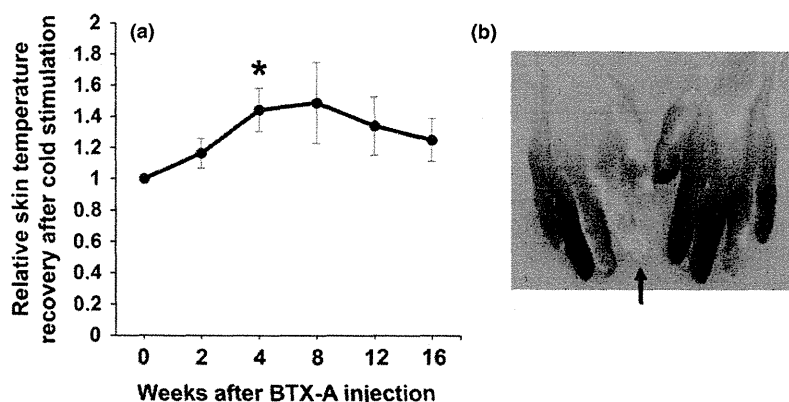 (a)
Relative skin temperature
recovery after cold stimulation
2
1.8
1.6
1.4
1.2
1
0.8
0.6
0.4
0.2
0
*
0 2 4 8 12 16
Weeks after BTX-A injection
(b)